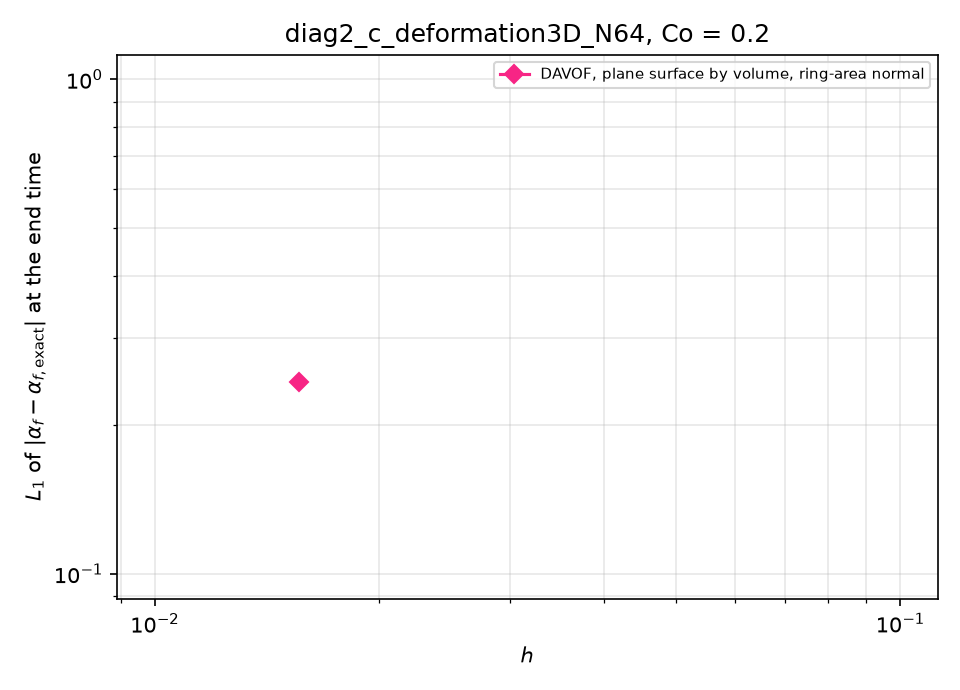 diag2_c_deformation3D_N64, Co = 0.2
DAVOF, plane surface by volume, ring-area normal
L₁ of |α_f − α_{f,exact}| at the end time
10⁰
10⁻¹
10⁻²
10⁻¹
h